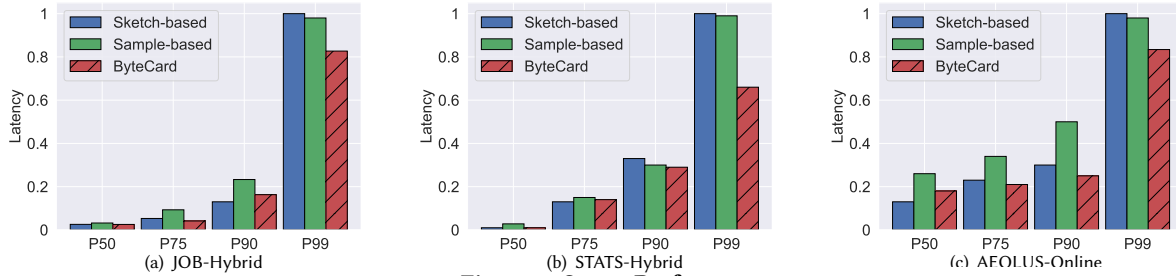 1
0.8
0.6
0.4
0.2
0
Latency
Sketch-based
Sample-based
ByteCard
P50 P75 P90 P99
(a) JOB-Hybrid
1
0.8
0.6
0.4
0.2
0
Latency
Sketch-based
Sample-based
ByteCard
P50 P75 P90 P99
(b) STATS-Hybrid
1
0.8
0.6
0.4
0.2
0
Latency
Sketch-based
Sample-based
ByteCard
P50 P75 P90 P99
(c) AEOLUS-Online